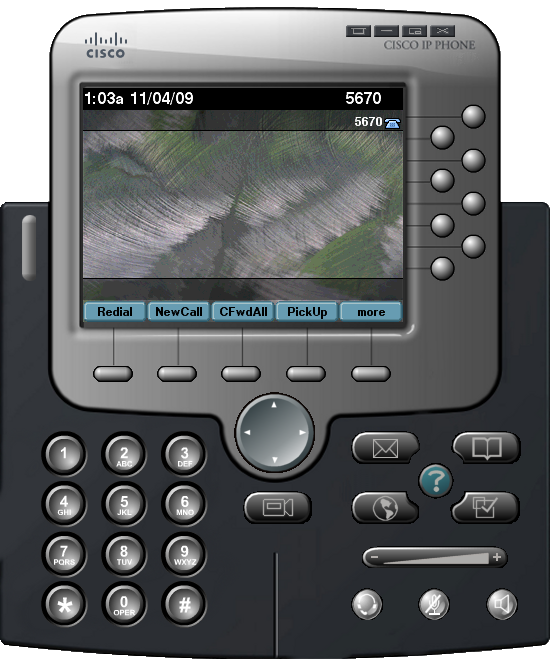 CISCO
CISCO IP PHONE
1:03a 11/04/09 5670
5670
Redial NewCall CFwdAll PickUp more
1 2 ABC 3 DEF
4 GHI 5 JKL 6 MNO
7 PQRS 8 TUV 9 WXYZ
* 0 OPER #
?
- +